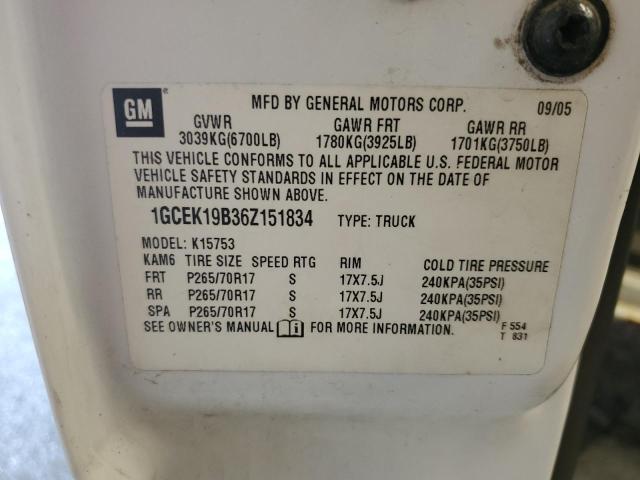 GM® MFD BY GENERAL MOTORS CORP. 09/05
GVWR GAWR FRT GAWR RR
3039KG(6700LB) 1780KG(3925LB) 1701KG(3750LB)
THIS VEHICLE CONFORMS TO ALL APPLICABLE U.S. FEDERAL MOTOR
VEHICLE SAFETY STANDARDS IN EFFECT ON THE DATE OF
MANUFACTURE SHOWN ABOVE.
1GCEK19B36Z151834 TYPE: TRUCK
MODEL: K15753
KAM6 TIRE SIZE SPEED RTG RIM COLD TIRE PRESSURE
FRT P265/70R17 S 17X7.5J 240KPA(35PSI)
RR P265/70R17 S 17X7.5J 240KPA(35PSI)
SPA P265/70R17 S 17X7.5J 240KPA(35PSI)
SEE OWNER'S MANUAL FOR MORE INFORMATION.
F 554
T 831